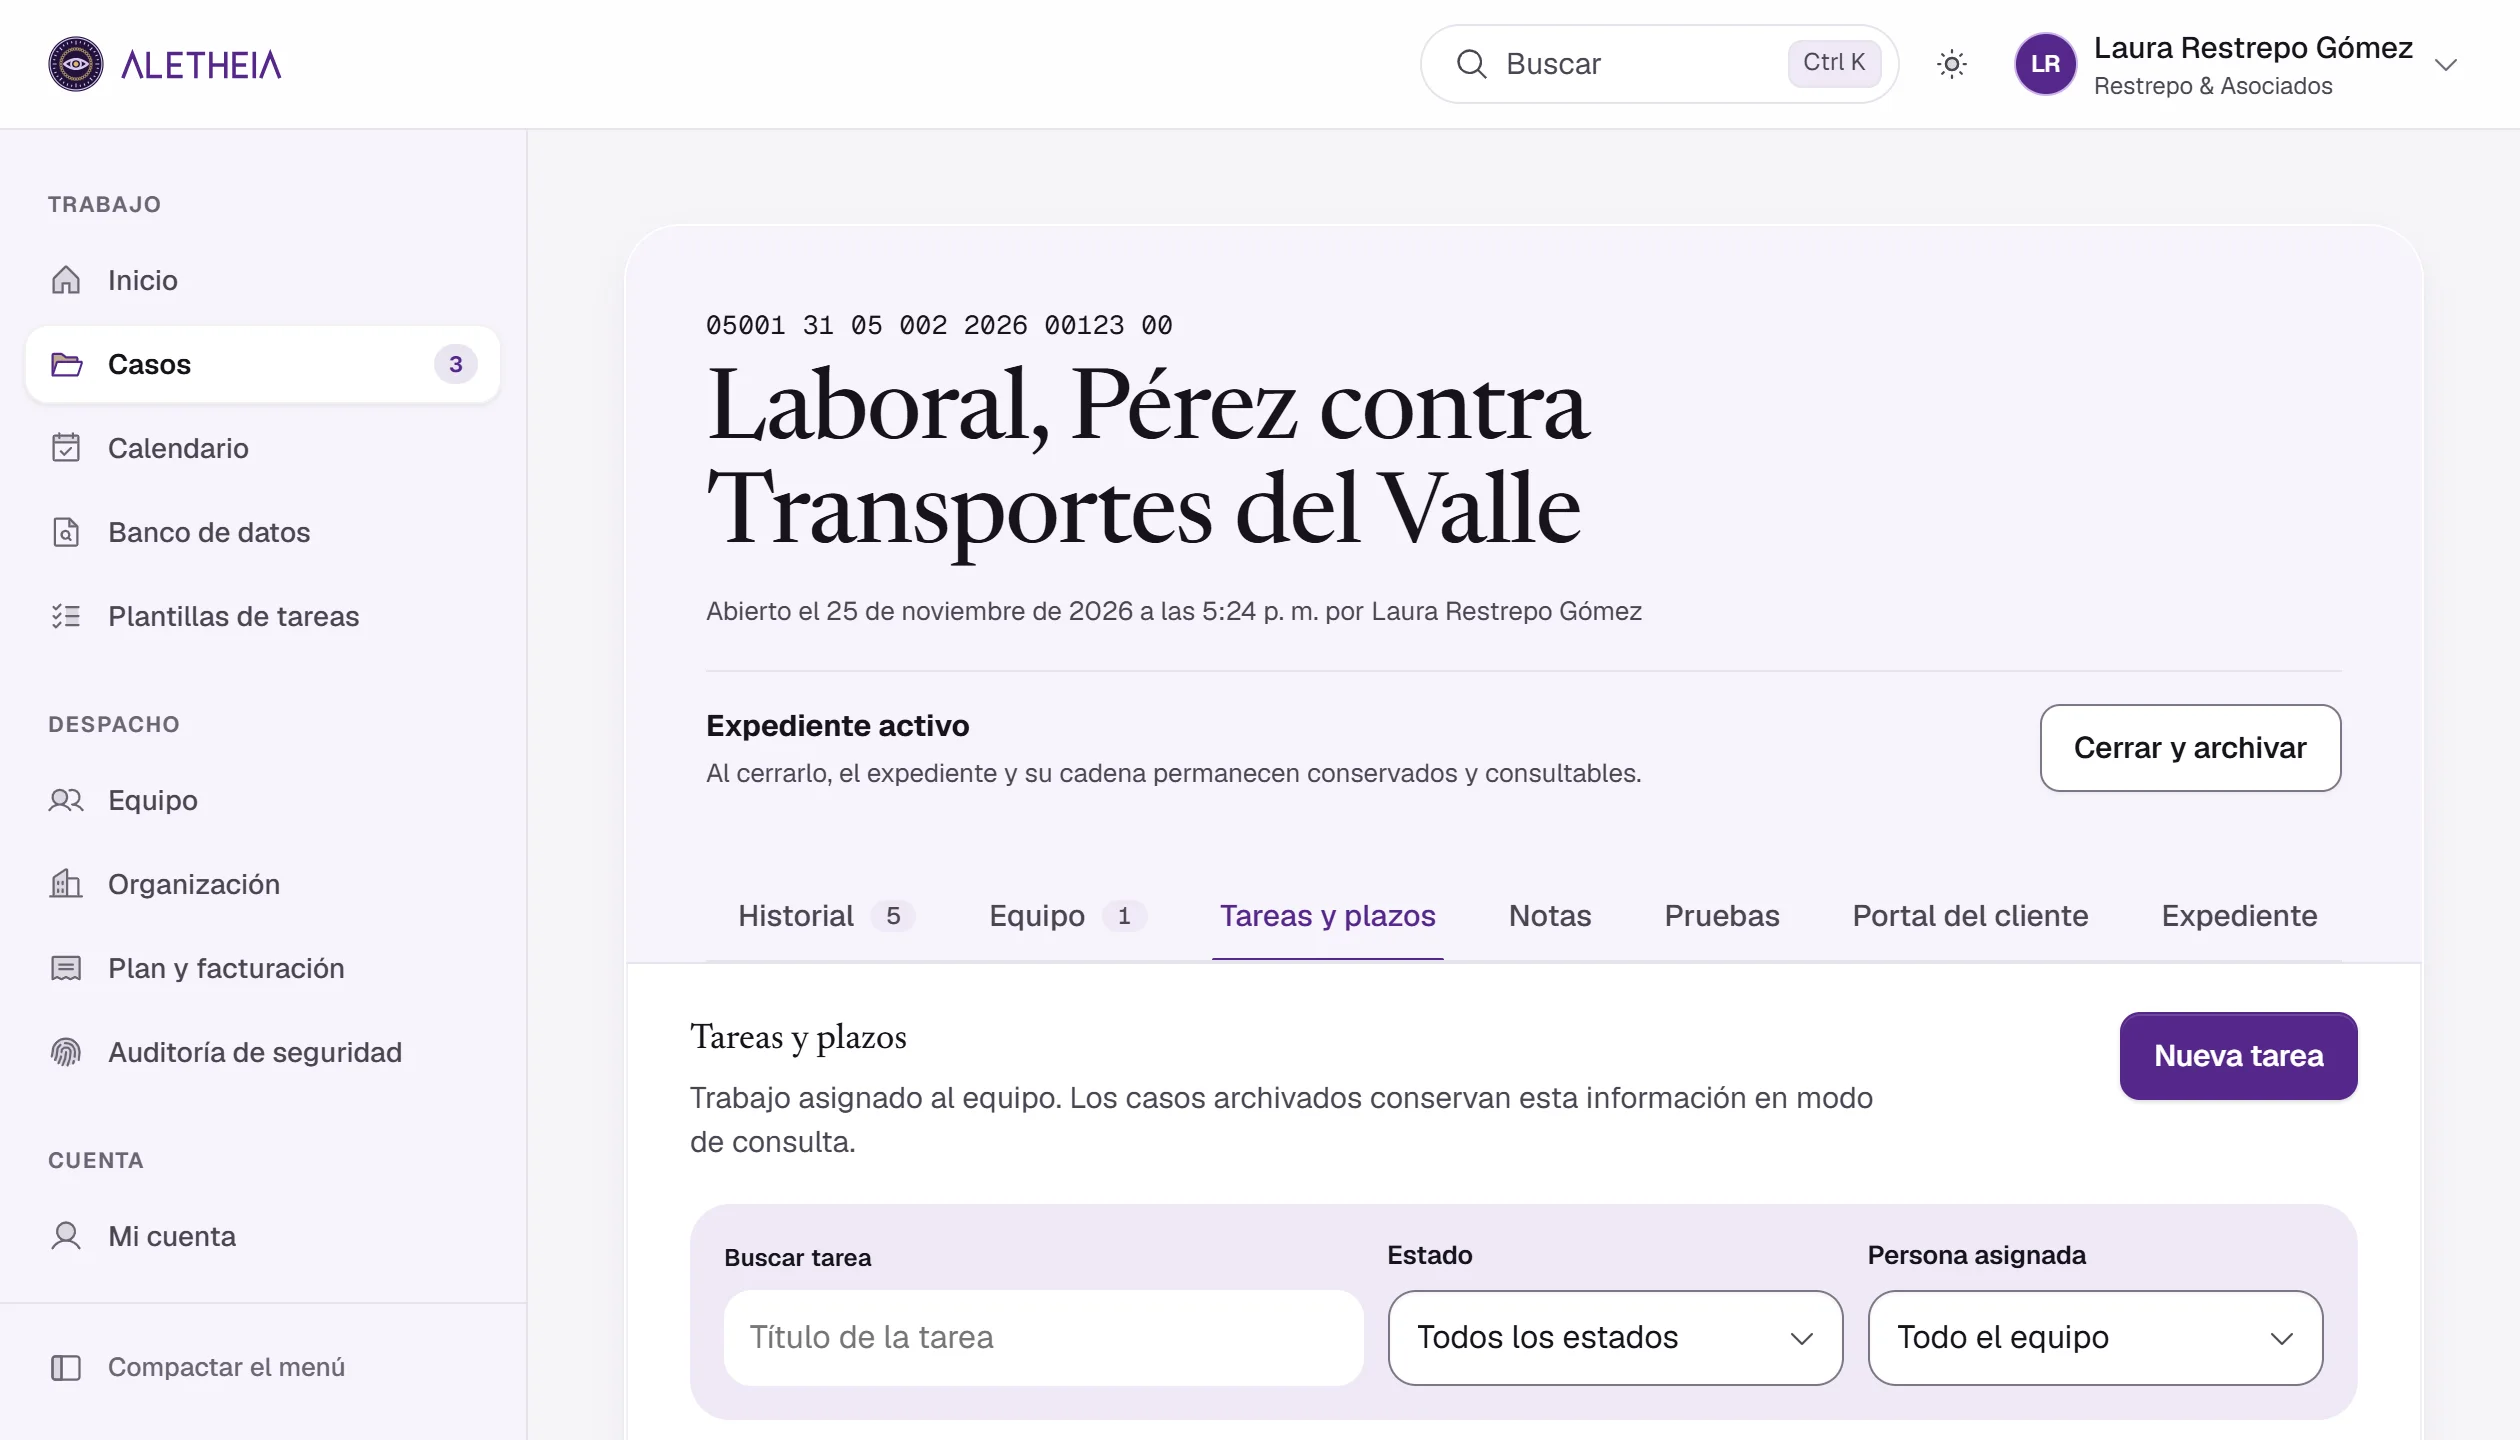 ALETHEIA
Buscar
Ctrl K
LR
Laura Restrepo Gómez
Restrepo & Asociados
TRABAJO
Inicio
Casos 3
Calendario
Banco de datos
Plantillas de tareas
DESPACHO
Equipo
Organización
Plan y facturación
Auditoría de seguridad
CUENTA
Mi cuenta
Compactar el menú
05001 31 05 002 2026 00123 00
Laboral, Pérez contra
Transportes del Valle
Abierto el 25 de noviembre de 2026 a las 5:24 p. m. por Laura Restrepo Gómez
Expediente activo
Al cerrarlo, el expediente y su cadena permanecen conservados y consultables.
Cerrar y archivar
Historial 5 Equipo 1 Tareas y plazos Notas Pruebas Portal del cliente Expediente
Tareas y plazos
Nueva tarea
Trabajo asignado al equipo. Los casos archivados conservan esta información en modo
de consulta.
Buscar tarea
Título de la tarea
Estado
Todos los estados
Persona asignada
Todo el equipo